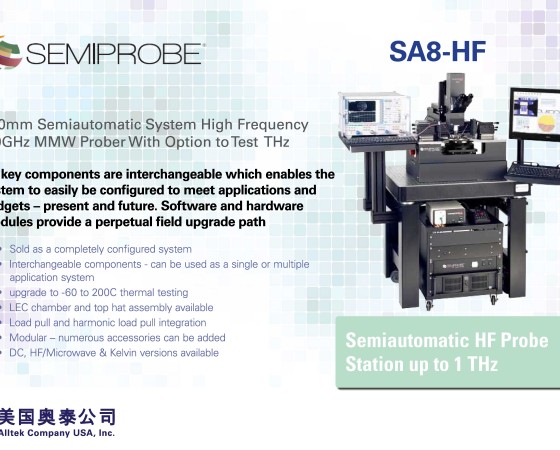 SEMIPROBE
SA8-HF
0mm Semiautomatic System High Frequency
0GHz MMW Prober With Option to Test THz
key components are interchangeable which enables the
tem to easily be configured to meet applications and
dgets – present and future. Software and hardware
dules provide a perpetual field upgrade path
• Sold as a completely configured system
• Interchangeable components - can be used as a single or multiple
application system
• upgrade to -60 to 200C thermal testing
• LEC chamber and top hat assembly available
• Load pull and harmonic load pull integration
• Modular – numerous accessories can be added
• DC, HF/Microwave & Kelvin versions available
Semiautomatic HF Probe
Station up to 1 THz
美国奥泰公司
Alltek Company USA, Inc.